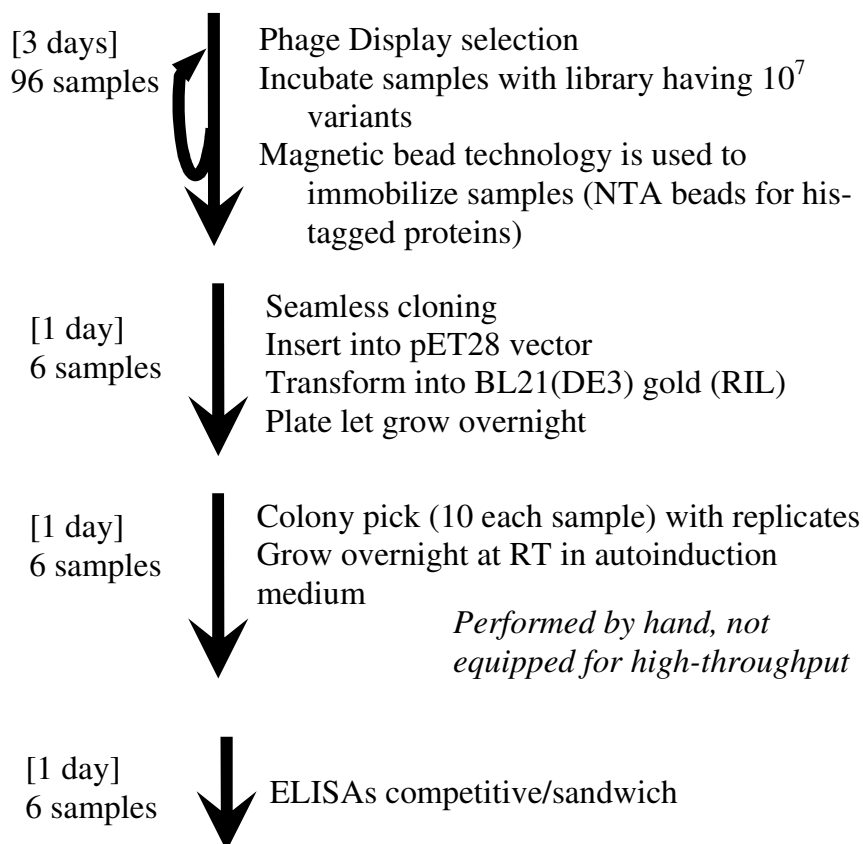 [3 days]
96 samples
Phage Display selection
Incubate samples with library having 10⁷
variants
Magnetic bead technology is used to
immobilize samples (NTA beads for his-
tagged proteins)
[1 day]
6 samples
Seamless cloning
Insert into pET28 vector
Transform into BL21(DE3) gold (RIL)
Plate let grow overnight
[1 day]
6 samples
Colony pick (10 each sample) with replicates
Grow overnight at RT in autoinduction
medium
Performed by hand, not
equipped for high-throughput
[1 day]
6 samples
ELISAs competitive/sandwich